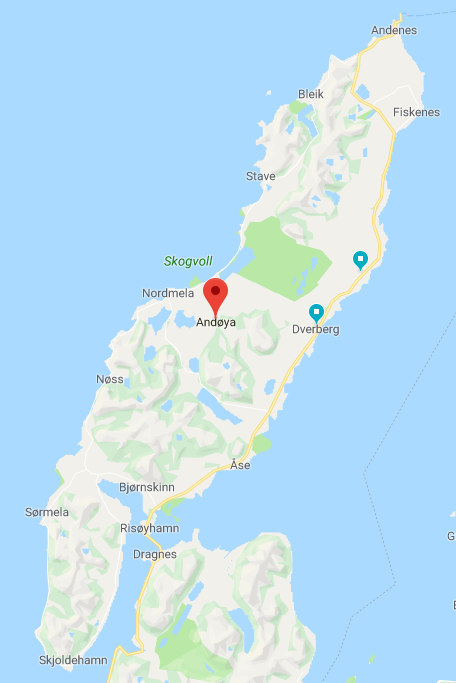 Andenes
Bleik
Fiskenes
Stave
Skogvoll
Nordmela
Andøya
Dverberg
Nøss
Åse
Bjørnskinn
Sørmela
Risøyhamn
Dragnes
Skjoldehamn